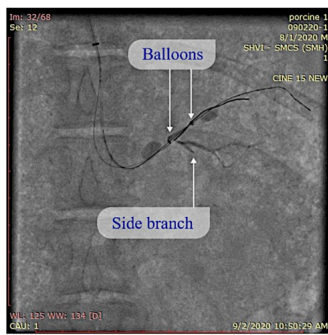 Im: 32/68
Se: 12
porcine 1
090220-1
8/1/2020 M
SHVI~ SMCS (SMH)
1
CINE 15 NEW
Balloons
Side branch
WL: 125 WW: 134 [D]
CAU: 1
9/2/2020 10:50:29 AM